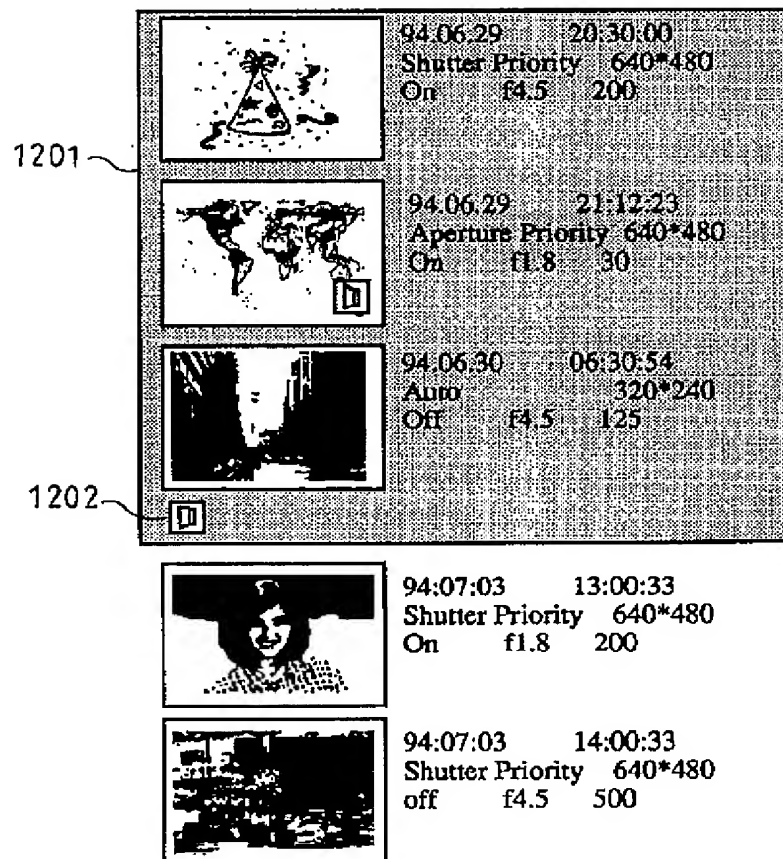 94.06.29 20:30:00
Shutter Priority 640*480
On f4.5 200
1201
94.06.29 21:12:23
Aperture Priority 640*480
On f1.8 30
94.06.30 06:30:54
Auto 320*240
Off f4.5 125
1202
94:07:03 13:00:33
Shutter Priority 640*480
On f1.8 200
94:07:03 14:00:33
Shutter Priority 640*480
off f4.5 500